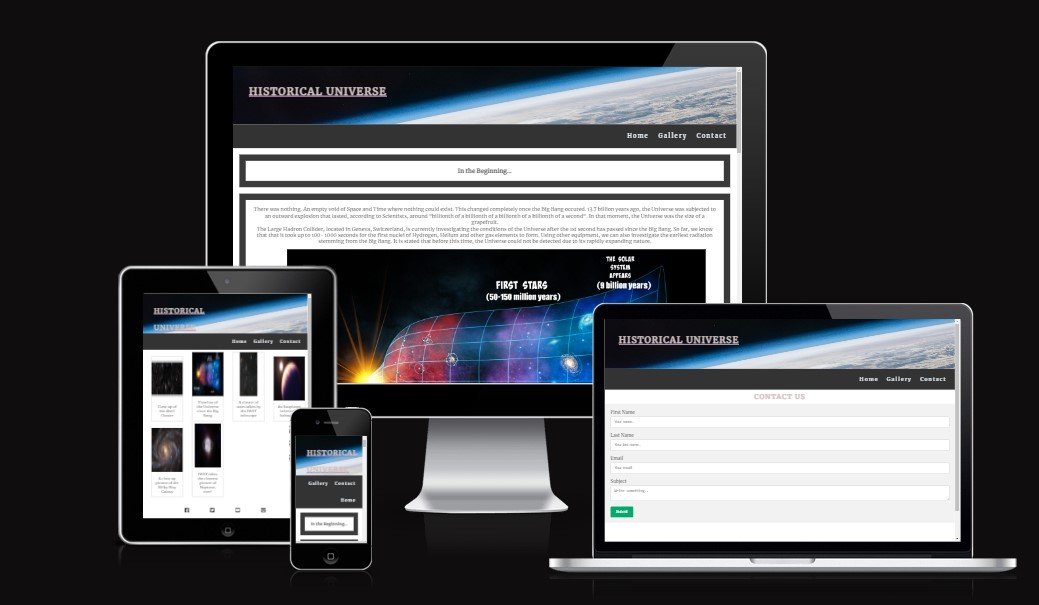 HISTORICAL UNIVERSE
Home Gallery Contact
In the Beginning...
There was nothing. An empty void of Space and Time where nothing could exist. This changed completely once the Big Bang occured. 13.7 billion years ago, the Universe was subjected to
an outward explosion that lasted, according to Scientists, around "billionth of a billionth of a billionth of a billionth of a second". In that moment, the Universe was the size of a
grapefruit.
The Large Hadron Collider, located in Geneva, Switzerland, is currently investigating the conditions of the Universe after the 1st second has passed since the Big Bang. So far, we know
that that it took up to 100 - 1000 seconds for the first nuclei of Hydrogen, Helium and other gas elements to form. Using other equipment, we can also investigate the earliest radiation
stemming from the Big Bang. It is stated that before this time, the Universe could not be detected due to its rapidly expanding nature.
THE SOLAR
SYSTEM
APPEARS
(9 billion years)
FIRST STARS
(50-150 million years)
HISTORICAL
UNIVERSE
Home Gallery Contact
HISTORICAL
UNIVERSE
Gallery Contact
Home
In the Beginning...
HISTORICAL UNIVERSE
Home Gallery Contact
CONTACT US
First Name
Your name..
Last Name
Your last name..
Email
Your email
Subject
Write something..
Submit